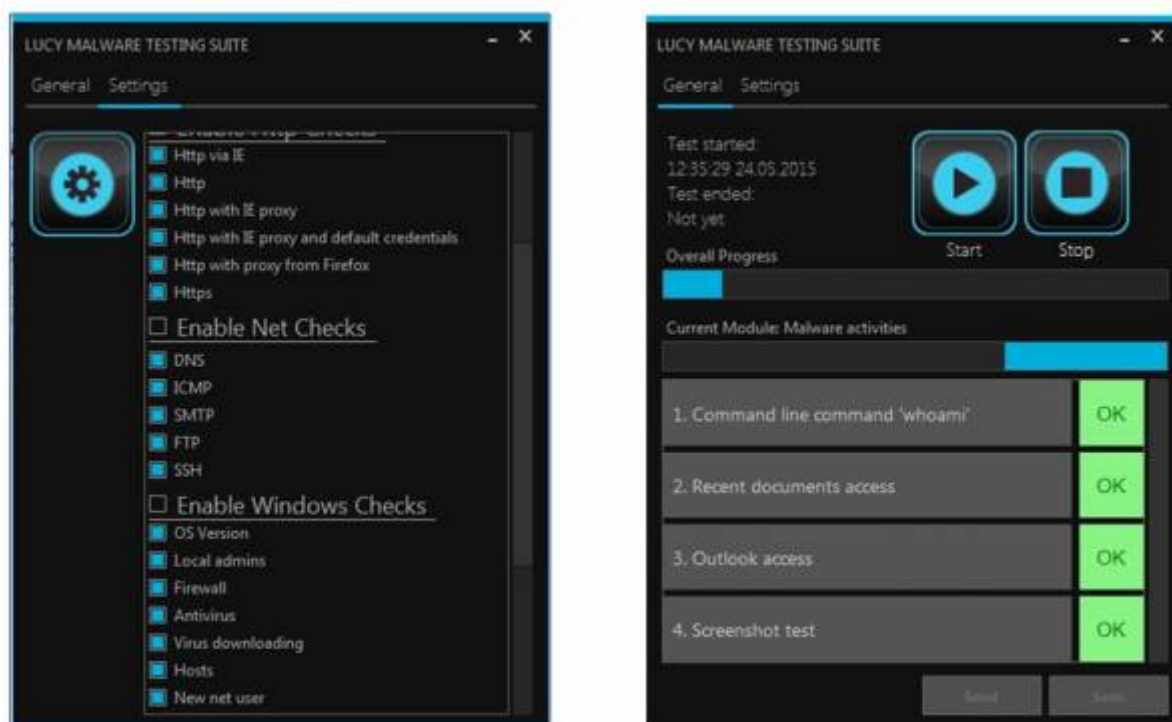 LUCY MALWARE TESTING SUITE
General Settings
Enable Http Checks
Http via IE
Http
Http with IE proxy
Http with IE proxy and default credentials
Http with proxy from Firefox
Https
Enable Net Checks
DNS
ICMP
SMTP
FTP
SSH
Enable Windows Checks
OS Version
Local admins
Firewall
Antivirus
Virus downloading
Hosts
New net user
LUCY MALWARE TESTING SUITE
General Settings
Test started:
12:35:29 24.05.2015
Test ended:
Not yet
Start Stop
Overall Progress
Current Module: Malware activities
1. Command line command 'whoami' OK
2. Recent documents access OK
3. Outlook access OK
4. Screenshot test OK
Send Save